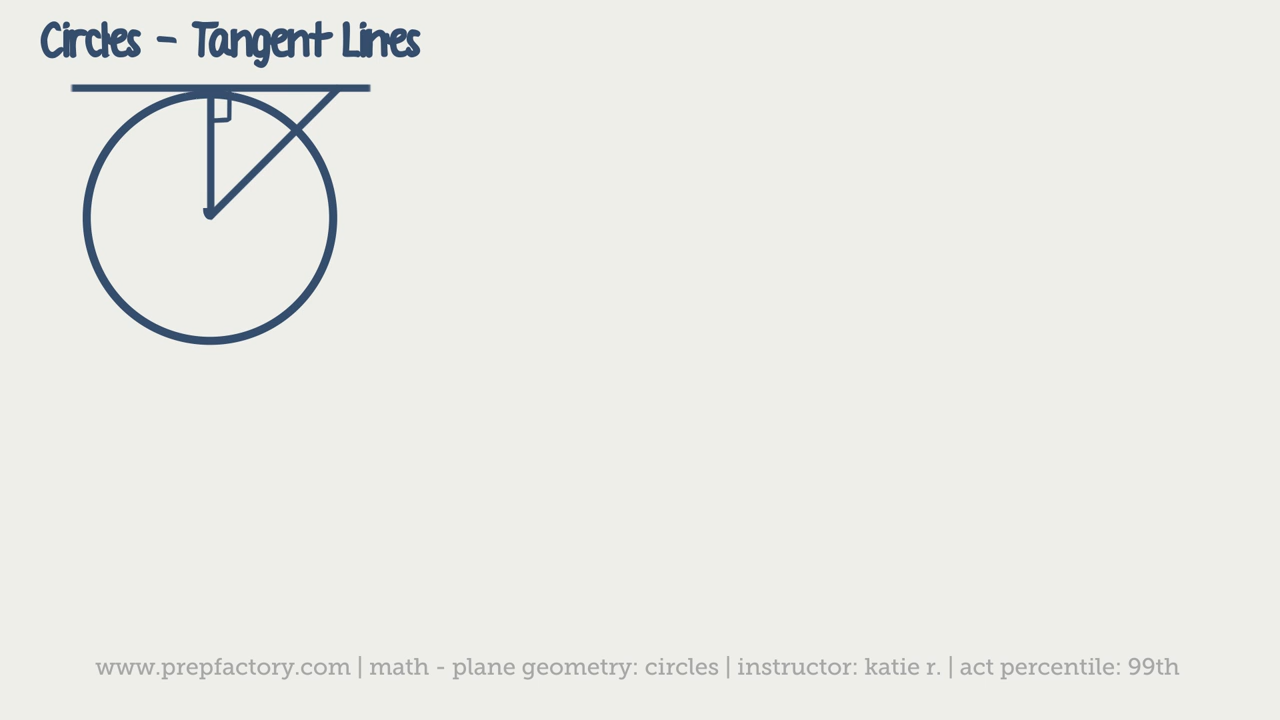 Circles - Tangent Lines
www.prepfactory.com | math - plane geometry: circles | instructor: katie r. | act percentile: 99th